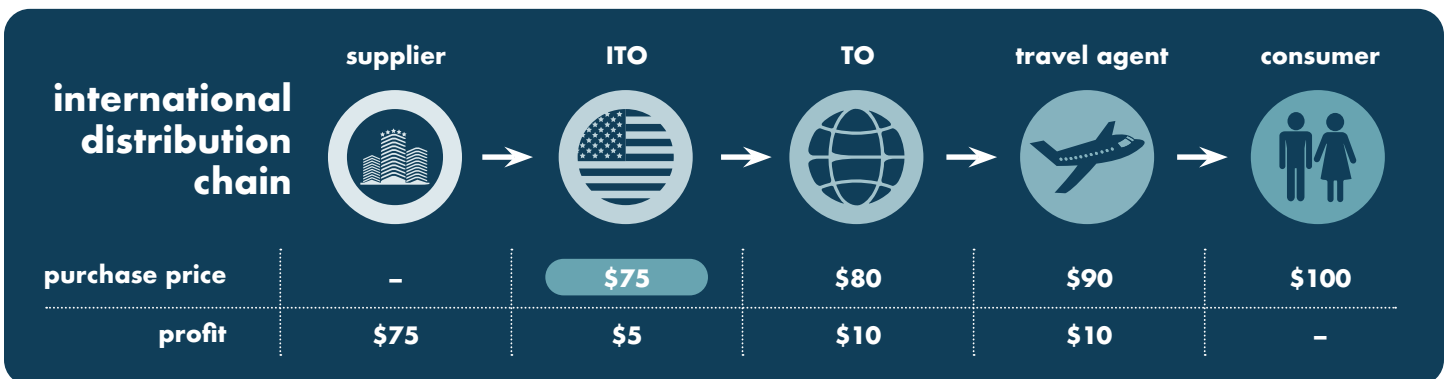 supplier ITO TO travel agent consumer
international
distribution
chain
purchase price – $75 $80 $90 $100
profit $75 $5 $10 $10 –